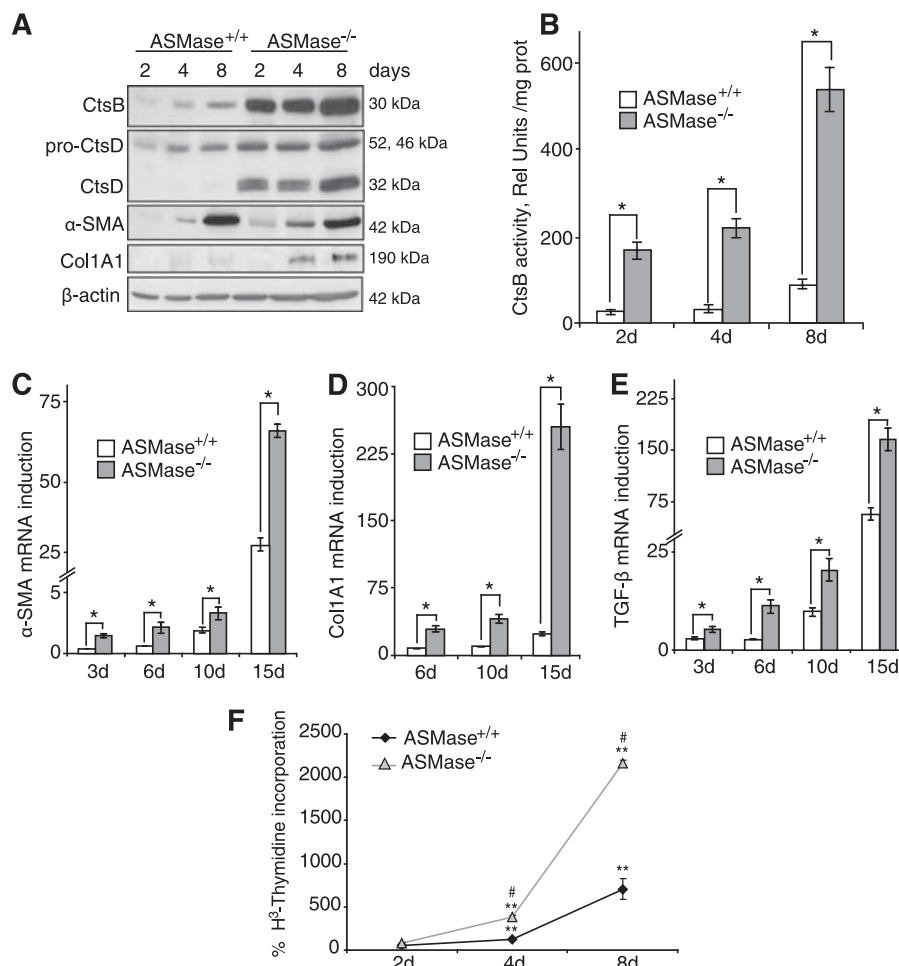 A
ASMase+/+ ASMase-/-
2 4 8 2 4 8 days
CtsB 30 kDa
pro-CtsD 52, 46 kDa
CtsD 32 kDa
α-SMA 42 kDa
Col1A1 190 kDa
β-actin 42 kDa
B
CtsB activity, Rel Units /mg prot
600
400
200
0
ASMase+/+
ASMase-/-
* * *
2d 4d 8d
C
α-SMA mRNA induction
75
50
25
5
0
ASMase+/+
ASMase-/-
* * * *
3d 6d 10d 15d
D
Col1A1 mRNA induction
300
225
150
75
0
ASMase+/+
ASMase-/-
* * *
6d 10d 15d
E
TGF-β mRNA induction
225
150
75
25
0
ASMase+/+
ASMase-/-
* * * *
3d 6d 10d 15d
F
% H3-Thymidine incorporation
2500
2000
1500
1000
500
0
ASMase+/+
ASMase-/-
#
**
**
#
**
**
2d 4d 8d